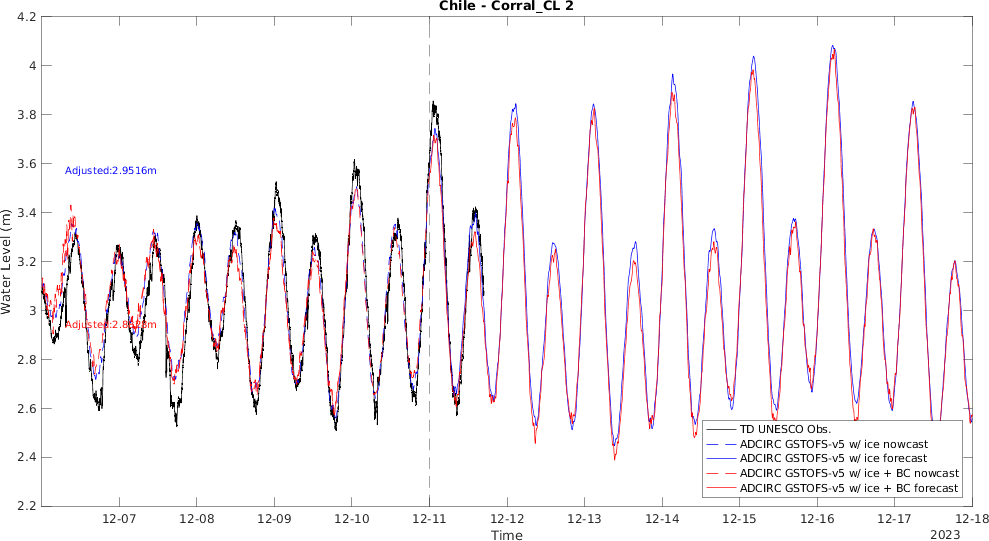 Chile - Corral_CL 2
Water Level (m)
4.2
4
3.8
3.6
3.4
3.2
3
2.8
2.6
2.4
2.2
Adjusted:2.9516m
TD UNESCO Obs.
ADCIRC GSTOFS-v5 w/ ice nowcast
ADCIRC GSTOFS-v5 w/ ice forecast
ADCIRC GSTOFS-v5 w/ ice + BC nowcast
ADCIRC GSTOFS-v5 w/ ice + BC forecast
12-07
12-08
12-09
12-10
12-11
12-12
12-13
12-14
12-15
12-16
12-17
12-18
Time
2023